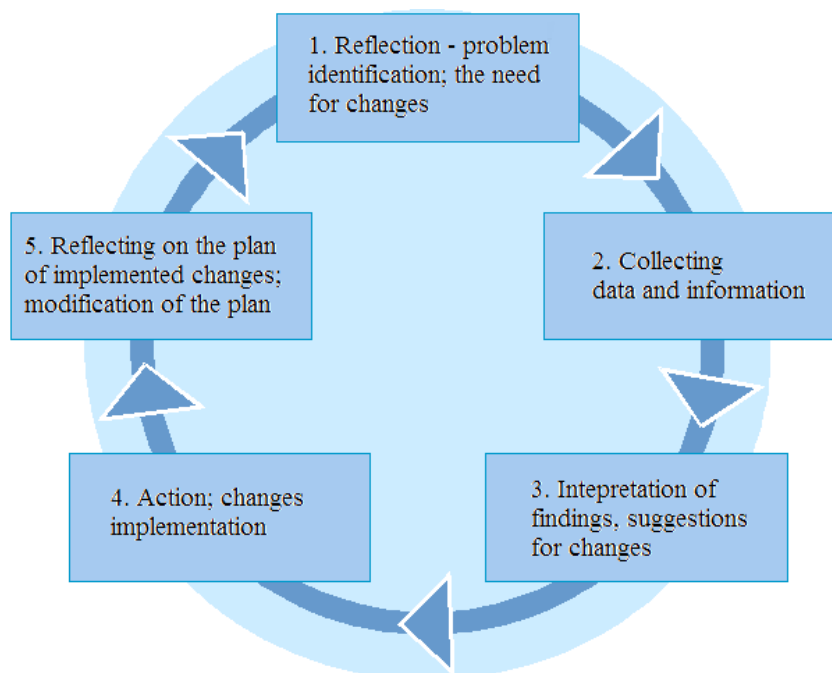 1. Reflection - problem
identification; the need
for changes
2. Collecting
data and information
3. Intepretation of
findings, suggestions
for changes
4. Action; changes
implementation
5. Reflecting on the plan
of implemented changes;
modification of the plan